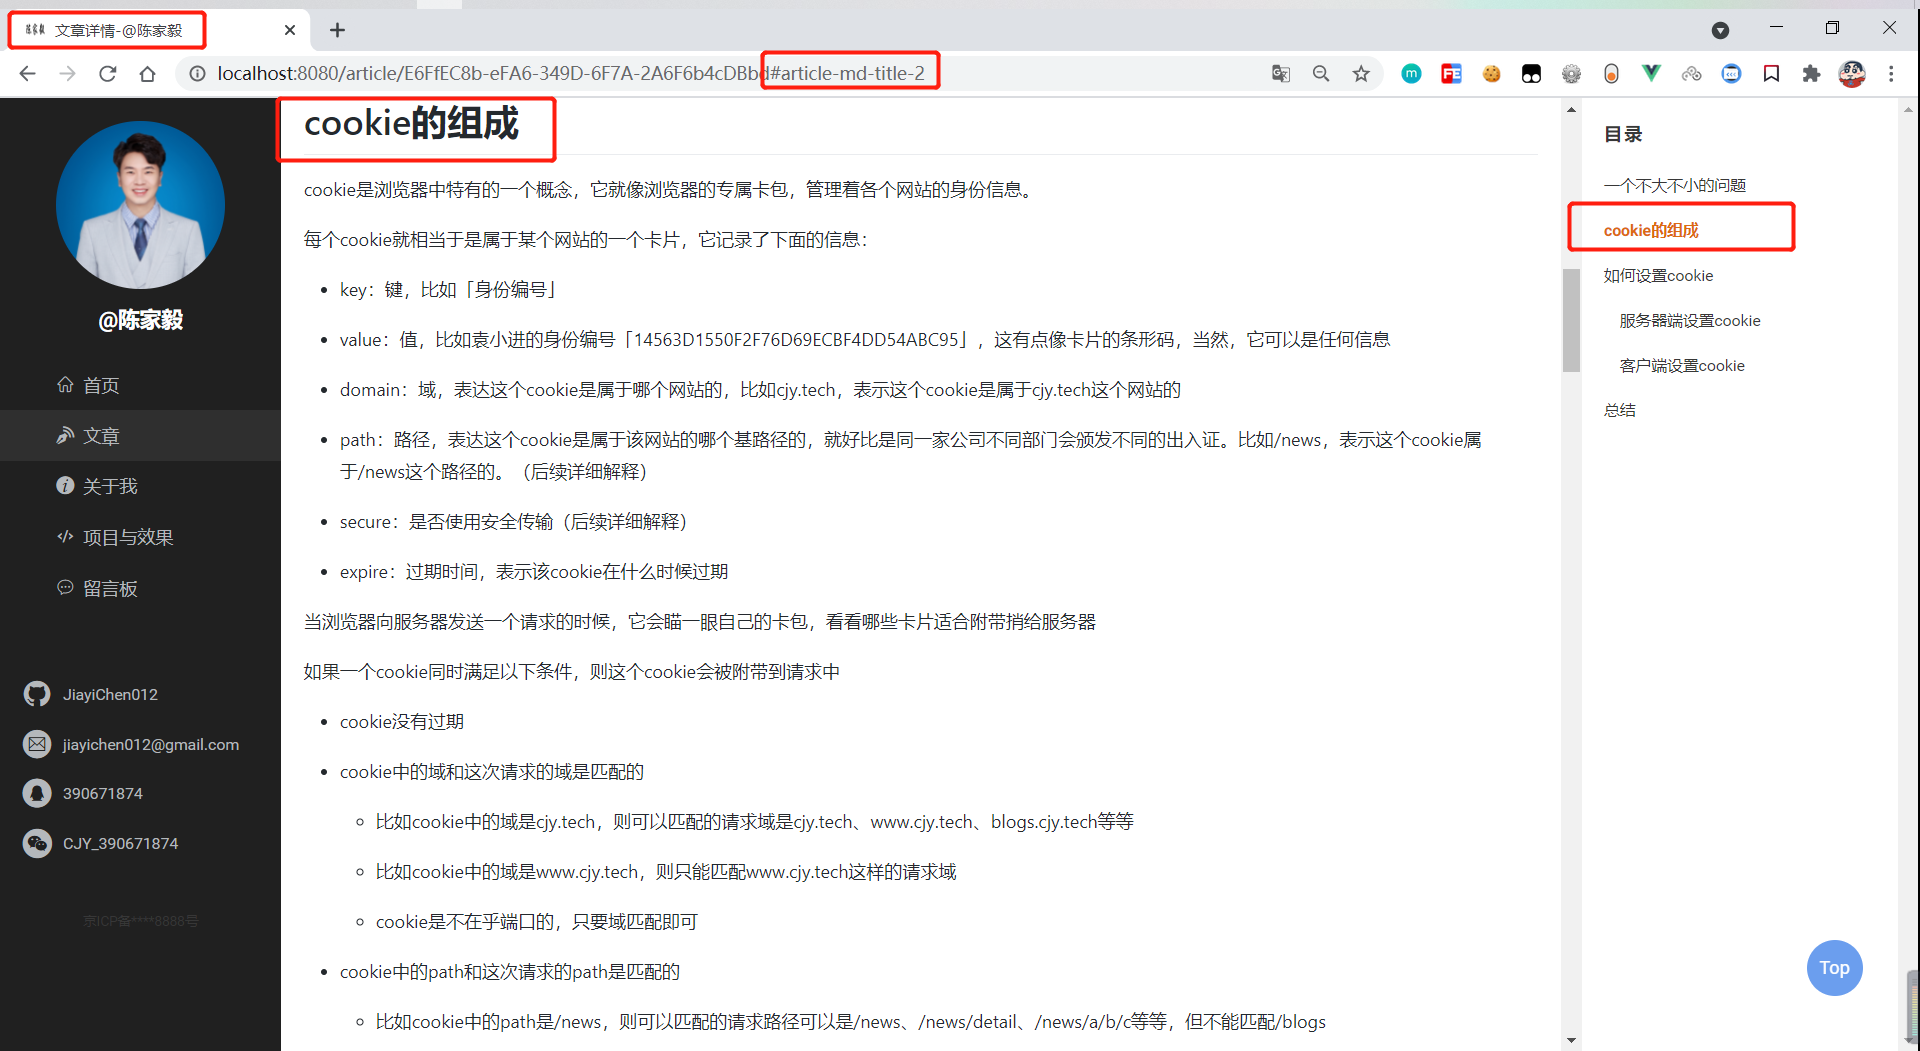 文章详情-@陈家毅
localhost:8080/article/E6FfEC8b-eFA6-349D-6F7A-2A6F6b4cDBbd#article-md-title-2
@陈家毅
首页
文章
关于我
项目与效果
留言板
JiayiChen012
jiayichen012@gmail.com
390671874
CJY_390671874
京ICP备****8888号
cookie的组成
cookie是浏览器中特有的一个概念，它就像浏览器的专属卡包，管理着各个网站的身份信息。
每个cookie就相当于是属于某个网站的一个卡片，它记录了下面的信息：
• key：键，比如「身份编号」
• value：值，比如袁小进的身份编号「14563D1550F2F76D69ECBF4DD54ABC95」，这有点像卡片的条形码，当然，它可以是任何信息
• domain：域，表达这个cookie是属于哪个网站的，比如cjy.tech，表示这个cookie是属于cjy.tech这个网站的
• path：路径，表达这个cookie是属于该网站的哪个基路径的，就好比是同一家公司不同部门会颁发不同的出入证。比如/news，表示这个cookie属
于/news这个路径的。（后续详细解释）
• secure：是否使用安全传输（后续详细解释）
• expire：过期时间，表示该cookie在什么时候过期
当浏览器向服务器发送一个请求的时候，它会瞄一眼自己的卡包，看看哪些卡片适合附带捎给服务器
如果一个cookie同时满足以下条件，则这个cookie会被附带到请求中
• cookie没有过期
• cookie中的域和这次请求的域是匹配的
◦ 比如cookie中的域是cjy.tech，则可以匹配的请求域是cjy.tech、www.cjy.tech、blogs.cjy.tech等等
◦ 比如cookie中的域是www.cjy.tech，则只能匹配www.cjy.tech这样的请求域
◦ cookie是不在乎端口的，只要域匹配即可
• cookie中的path和这次请求的path是匹配的
◦ 比如cookie中的path是/news，则可以匹配的请求路径可以是/news、/news/detail、/news/a/b/c等等，但不能匹配/blogs
目录
一个不大不小的问题
cookie的组成
如何设置cookie
服务器端设置cookie
客户端设置cookie
总结
Top